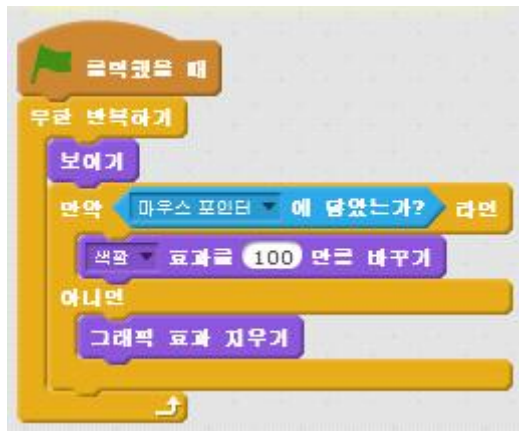 클릭했을 때
무한 반복하기
보이기
만약 마우스 포인터 에 닿았는가? 라면
색깔 효과를 100 만큼 바꾸기
아니면
그래픽 효과 지우기